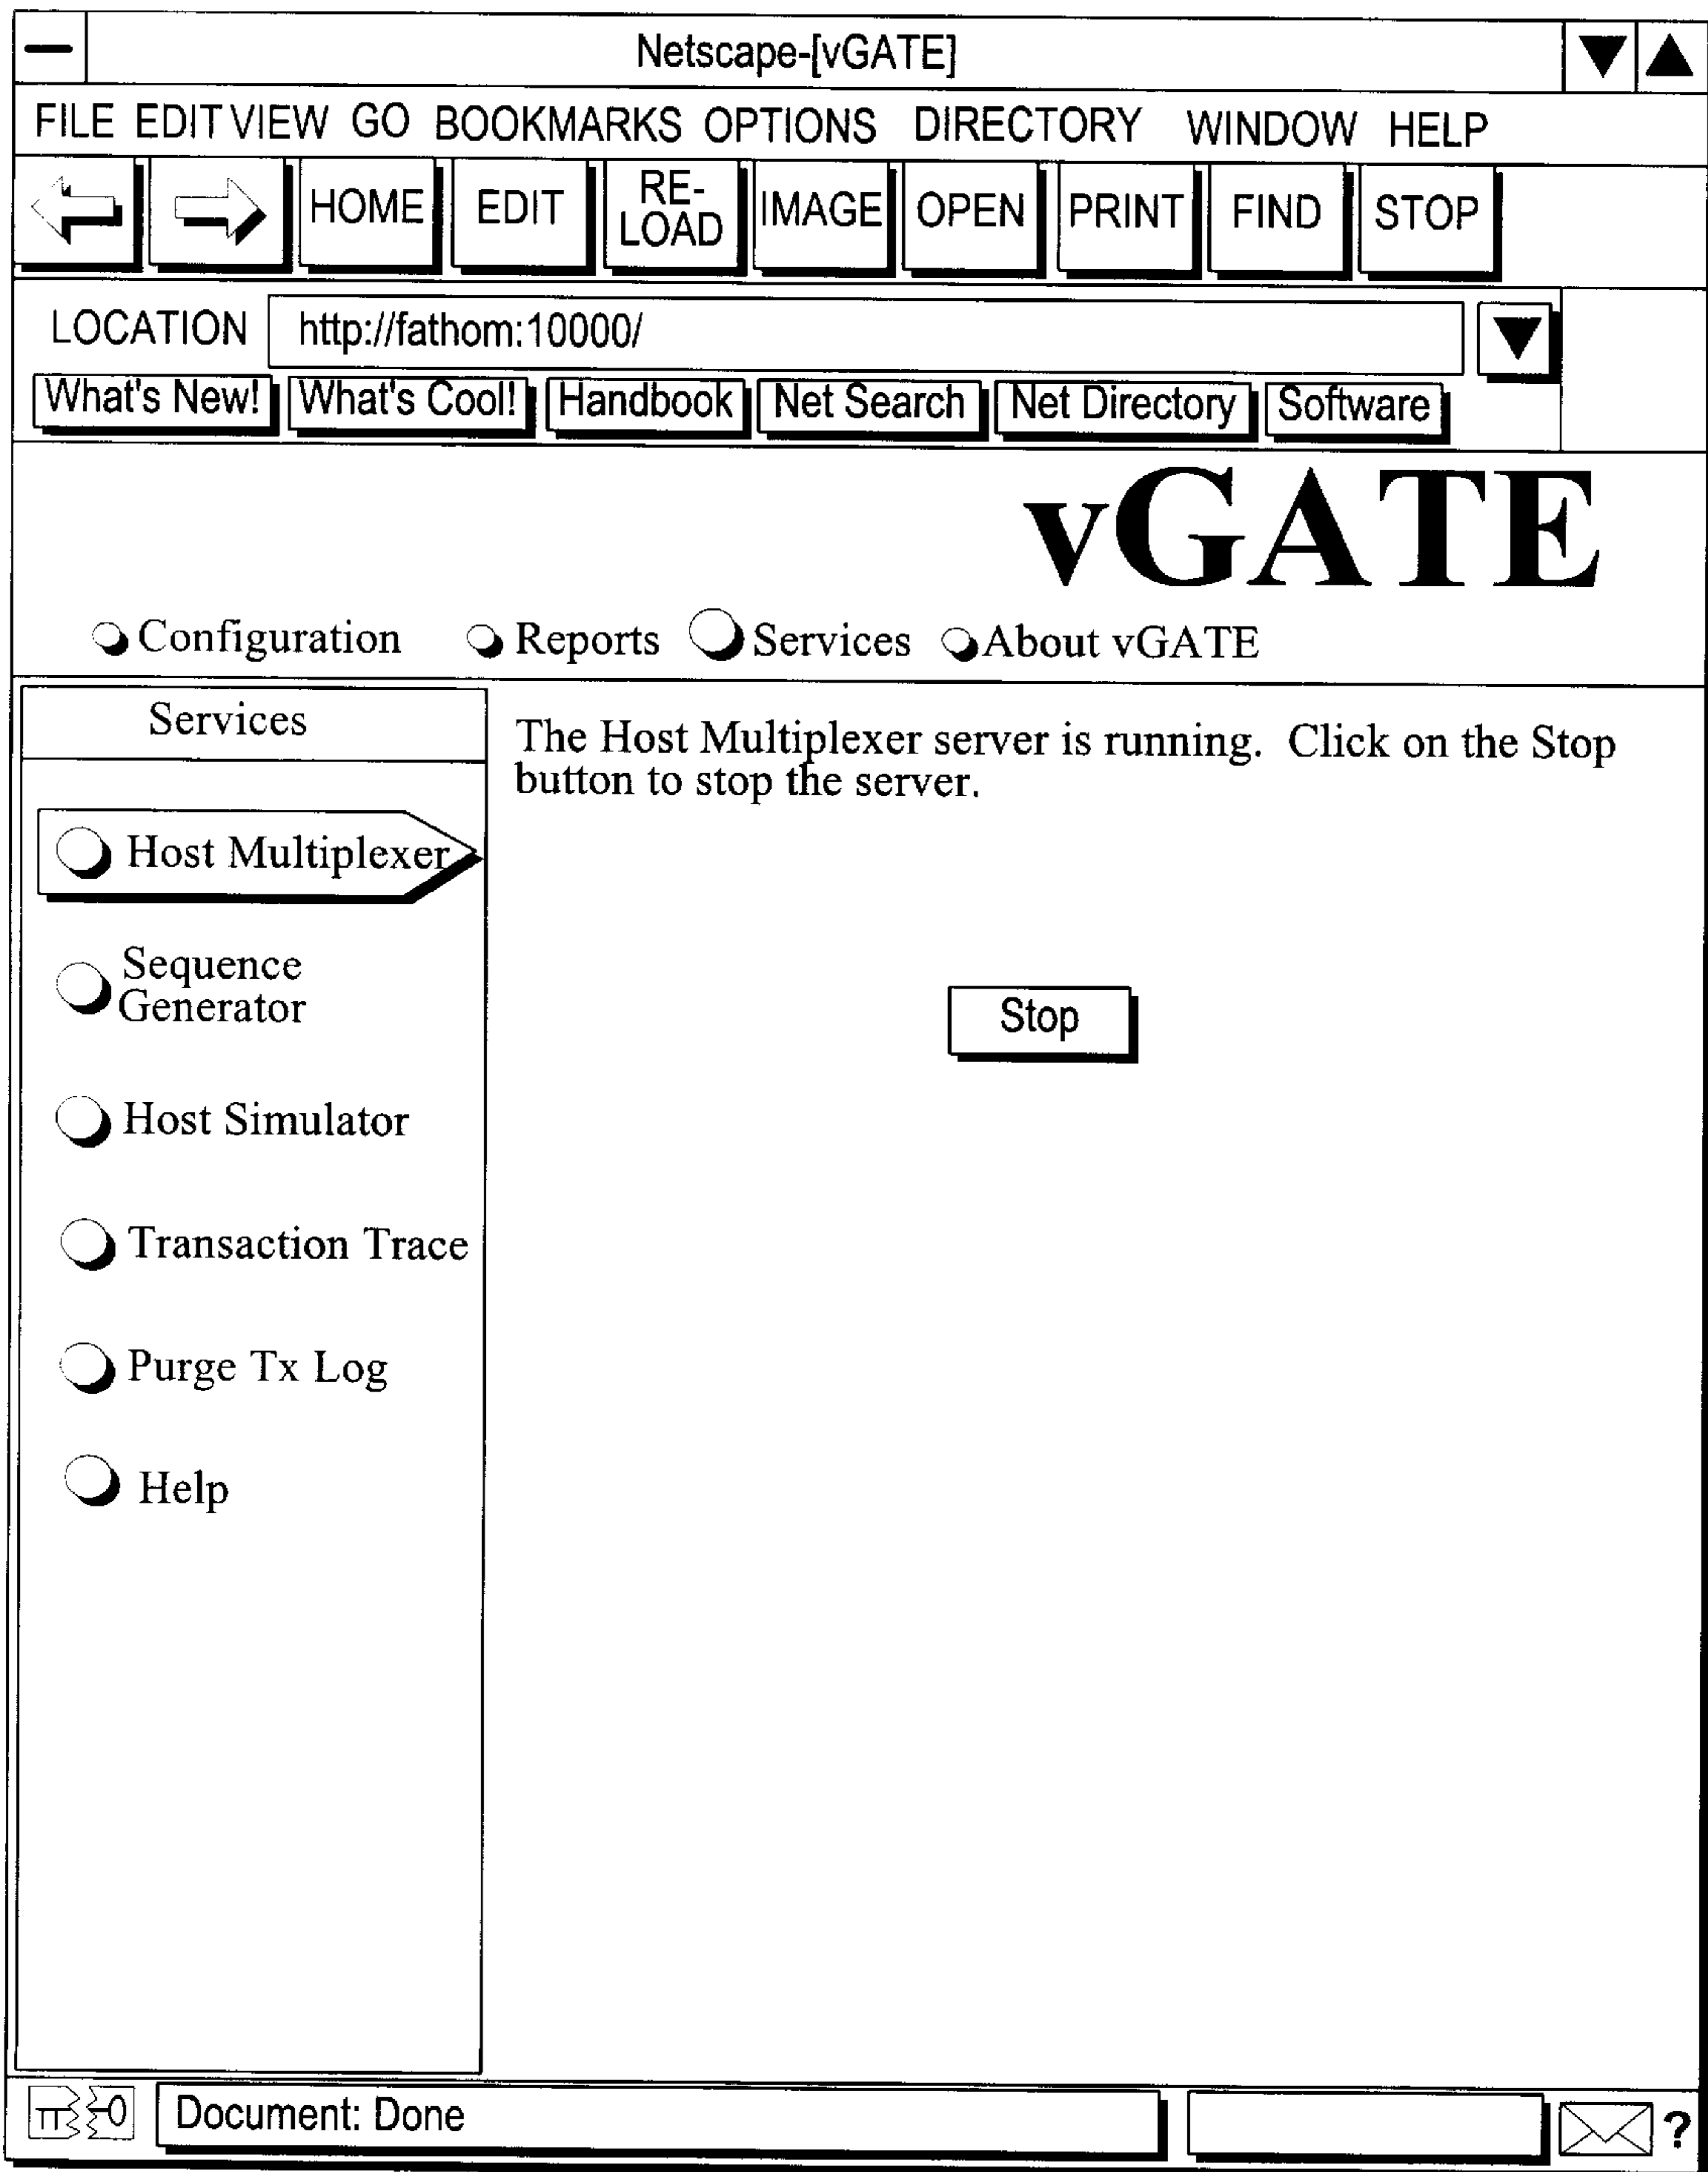 Netscape-[vGATE]
FILE EDIT VIEW GO BOOKMARKS OPTIONS DIRECTORY WINDOW HELP
HOME EDIT RE-LOAD IMAGE OPEN PRINT FIND STOP
LOCATION http://fathom:10000/
What's New! What's Cool! Handbook Net Search Net Directory Software
vGATE
Configuration Reports Services About vGATE
Services
Host Multiplexer
Sequence
Generator
Host Simulator
Transaction Trace
Purge Tx Log
Help
The Host Multiplexer server is running. Click on the Stop
button to stop the server.
Stop
Document: Done
?